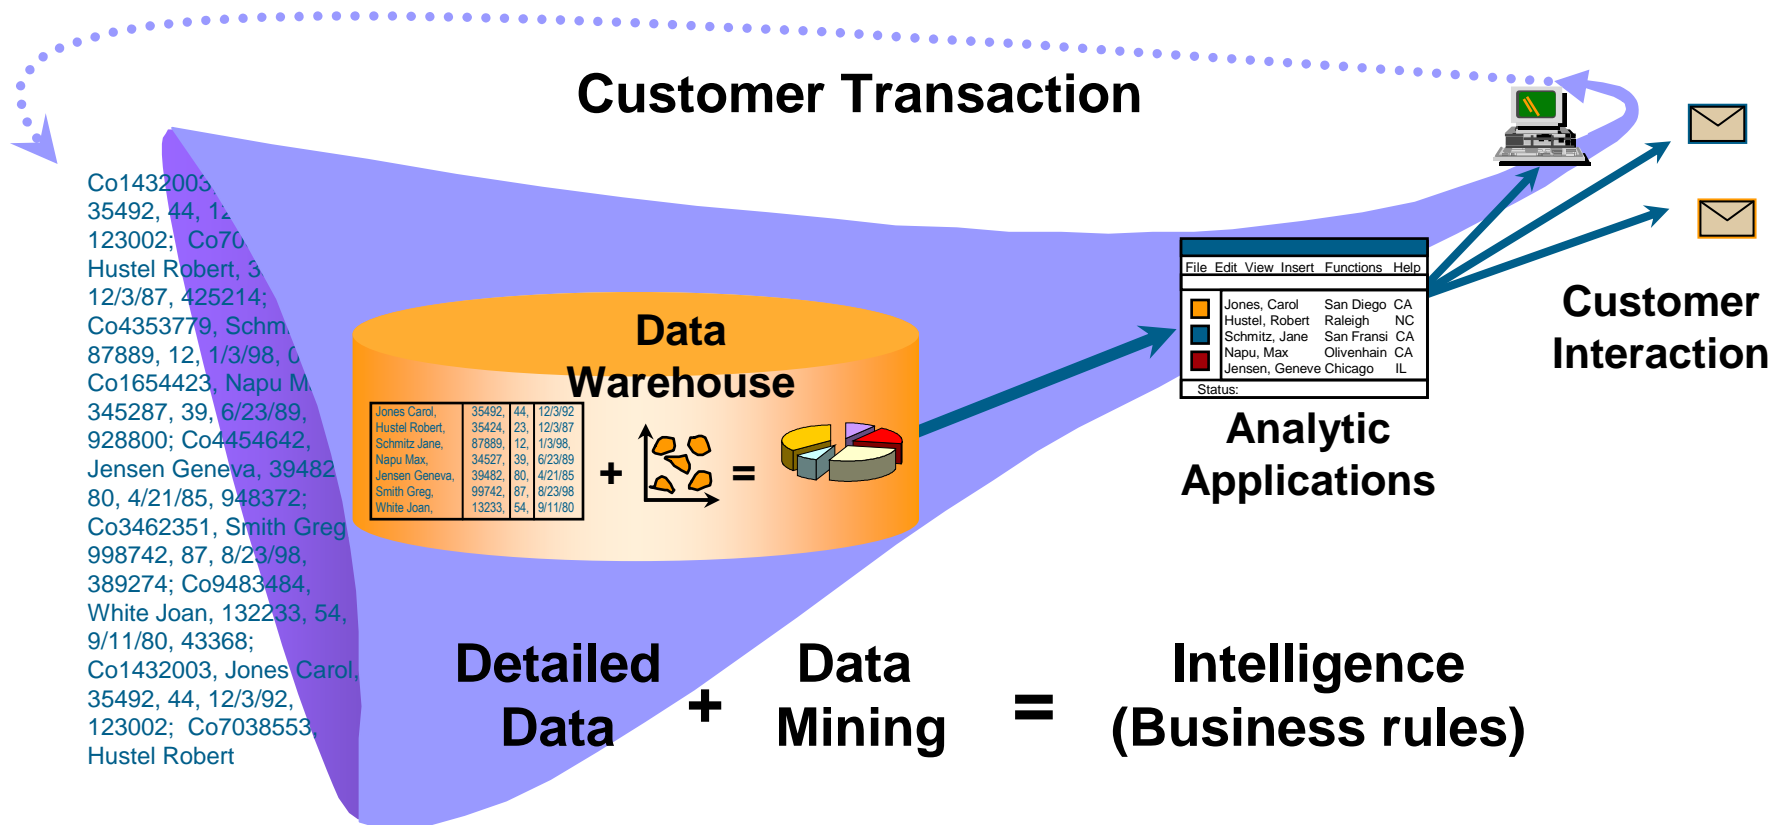 Customer Transaction
Co1432003,
35492, 44, 12
123002;  Co70
Hustel Robert, 3
12/3/87, 425214;
Co4353779, Schmi
87889, 12, 1/3/98, 0
Co1654423, Napu M
345287, 39, 6/23/89,
928800; Co4454642,
Jensen Geneva, 39482
80, 4/21/85, 948372;
Co3462351, Smith Greg
998742, 87, 8/23/98,
389274; Co9483484,
White Joan, 132233, 54,
9/11/80, 43368;
Co1432003, Jones Carol,
35492, 44, 12/3/92,
123002;  Co7038553,
Hustel Robert
Data
Warehouse
Jones Carol, 35492, 44, 12/3/92
Hustel Robert, 35424, 23, 12/3/87
Schmitz Jane, 87889, 12, 1/3/98,
Napu Max, 34527, 39, 6/23/89
Jensen Geneva, 39482, 80, 4/21/85
Smith Greg, 99742, 87, 8/23/98
White Joan, 13233, 54, 9/11/80
+ =
File Edit View Insert Functions Help
Jones, Carol San Diego CA
Hustel, Robert Raleigh NC
Schmitz, Jane San Fransi CA
Napu, Max Olivenhain CA
Jensen, Geneve Chicago IL
Status:
Analytic
Applications
Customer
Interaction
Detailed
Data
+
Data
Mining
=
Intelligence
(Business rules)